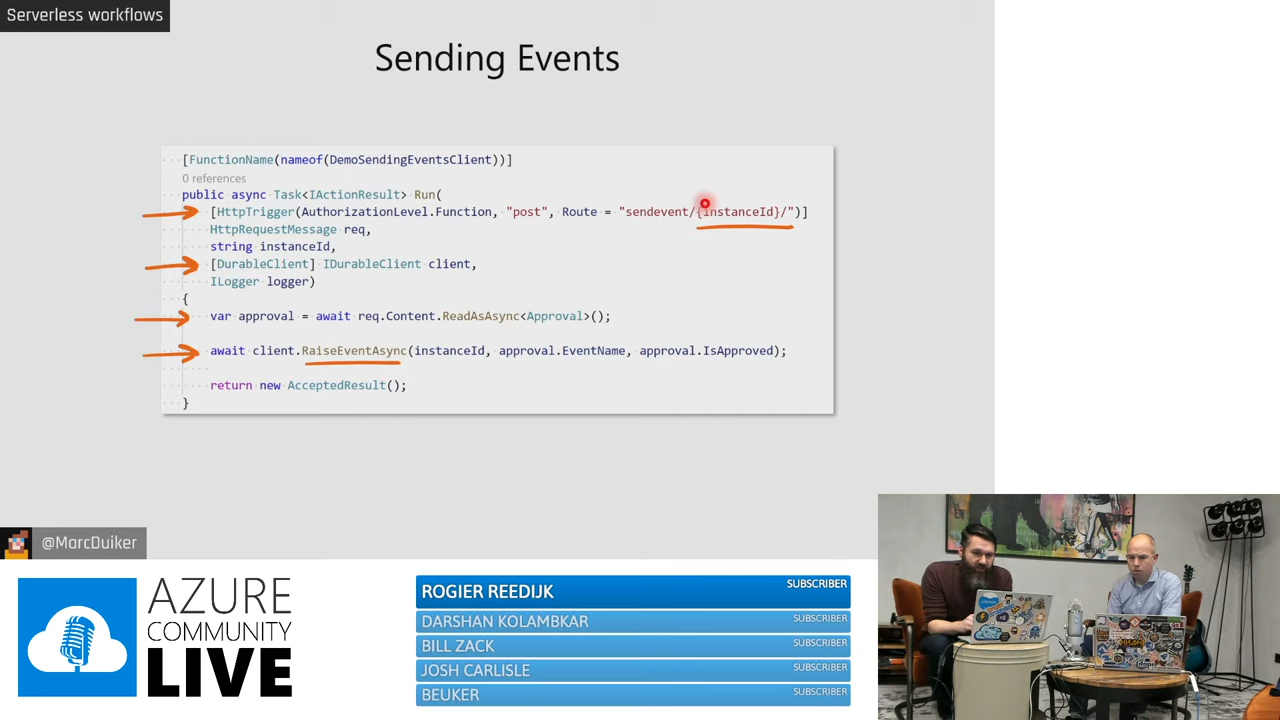 Serverless workflows
Sending Events
[FunctionName(nameof(DemoSendingEventsClient))]
0 references
public async Task<IActionResult> Run(
[HttpTrigger(AuthorizationLevel.Function, "post", Route = "sendevent/{instanceId}/")]
HttpRequestMessage req,
string instanceId,
[DurableClient] IDurableClient client,
ILogger logger)
{
var approval = await req.Content.ReadAsAsync<Approval>();
await client.RaiseEventAsync(instanceId, approval.EventName, approval.IsApproved);
return new AcceptedResult();
}
@MarcDuiker
AZURE
COMMUNITY
LIVE
ROGIER REEDIJK SUBSCRIBER
DARSHAN KOLAMBKAR SUBSCRIBER
BILL ZACK SUBSCRIBER
JOSH CARLISLE SUBSCRIBER
BEUKER SUBSCRIBER